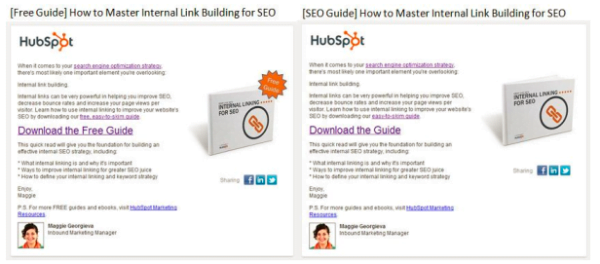 [Free Guide] How to Master Internal Link Building for SEO
HubSpot
When it comes to your search engine optimization strategy,
there's most likely one important element you're overlooking:
Internal link building.
Internal links can be very powerful in helping you improve SEO,
decrease bounce rates and increase your page views per
visitor. Learn how to use internal linking to improve your website's
SEO by downloading our free, easy-to-skim guide.
Download the Free Guide
This quick read will give you the foundation for building an
effective internal SEO strategy, including:
* What internal linking is and why it's important
* Ways to improve internal linking for greater SEO juice
* How to define your internal linking and keyword strategy
Enjoy,
Maggie
P.S. For more FREE guides and ebooks, visit HubSpot Marketing
Resources
Maggie Georgieva
Inbound Marketing Manager
Free
Guide
INTERNAL LINKING
FOR SEO
Sharing
f in
[SEO Guide] How to Master Internal Link Building for SEO
HubSpot
When it comes to your search engine optimization strategy,
there's most likely one important element you're overlooking:
Internal link building.
Internal links can be very powerful in helping you improve SEO,
decrease bounce rates and increase your page views per
visitor. Learn how to use internal linking to improve your website's
SEO by downloading our easy-to-skim guide.
Download the Guide
This quick read will give you the foundation for building an
effective internal SEO strategy, including:
* What internal linking is and why it's important
* Ways to improve internal linking for greater SEO juice
* How to define your internal linking and keyword strategy
Enjoy,
Maggie
P.S. For more guides and ebooks, visit HubSpot Marketing
Resources
Maggie Georgieva
Inbound Marketing Manager
INTERNAL LINKING
FOR SEO
Sharing
f in